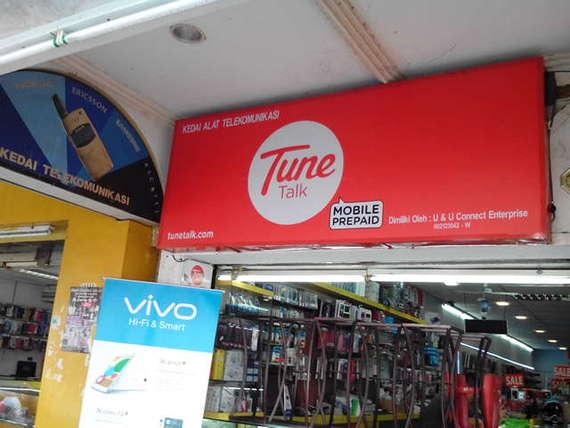 ERICSSON
KEDAI TELEKOMUNIKASI
KEDAI ALAT TELEKOMUNIKASI
Tune
Talk
MOBILE
PREPAID
tunetalk.com
Dimiliki Oleh : U & U Connect Enterprise
vivo
Hi-Fi & Smart
SALE
SALE